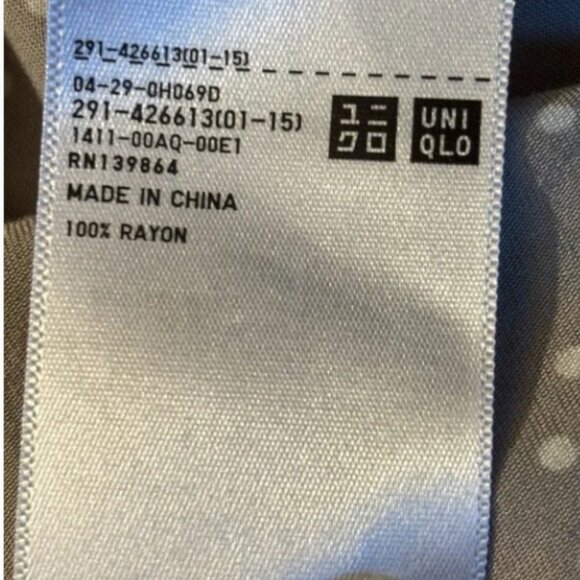 291-426613(01-15)
04-29-0H069D
291-426613(01-15)
1411-00AQ-00E1
RN139864
MADE IN CHINA
100% RAYON
ユニ
クロ
UNI
QLO